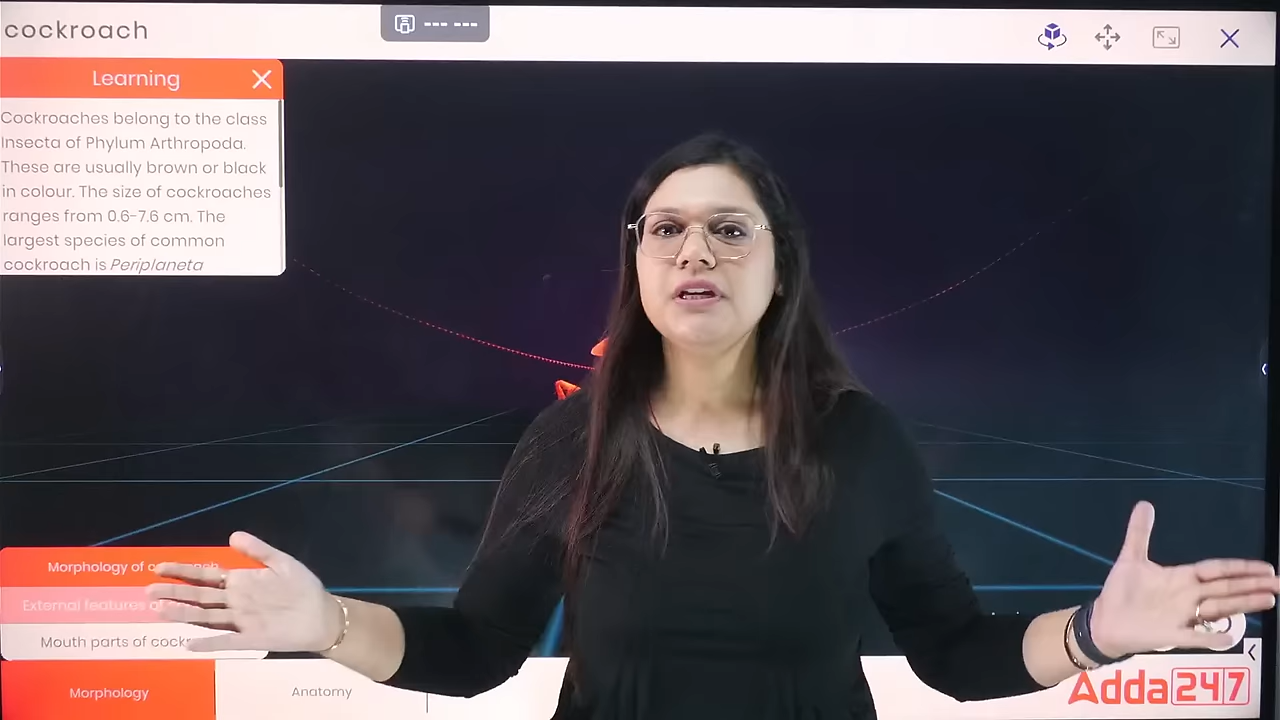 cockroach
Learning
Cockroaches belong to the class
Insecta of Phylum Arthropoda.
These are usually brown or black
in colour. The size of cockroaches
ranges from 0.6-7.6 cm. The
largest species of common
cockroach is Periplaneta
Morphology of
External features
Mouth parts of
Morphology
Anatomy
Adda247